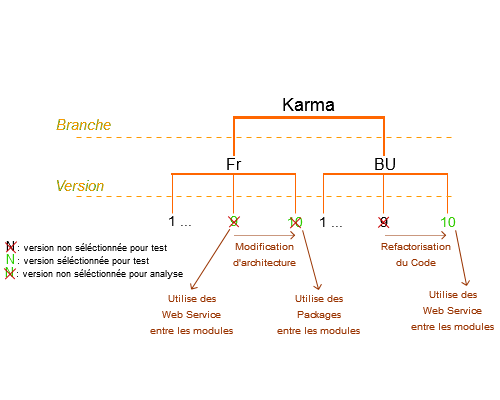 Karma
Branche
Fr BU
Version
1 ... 9 10 1 ... 9 10
Modification
d'architecture
Refactorisation
du Code
N : version non séléctionnée pour test
N : version séléctionnée pour test
N : version non séléctionnée pour analyse
Utilise des
Web Service
entre les modules
Utilise des
Packages
entre les modules
Utilise des
Web Service
entre les modules